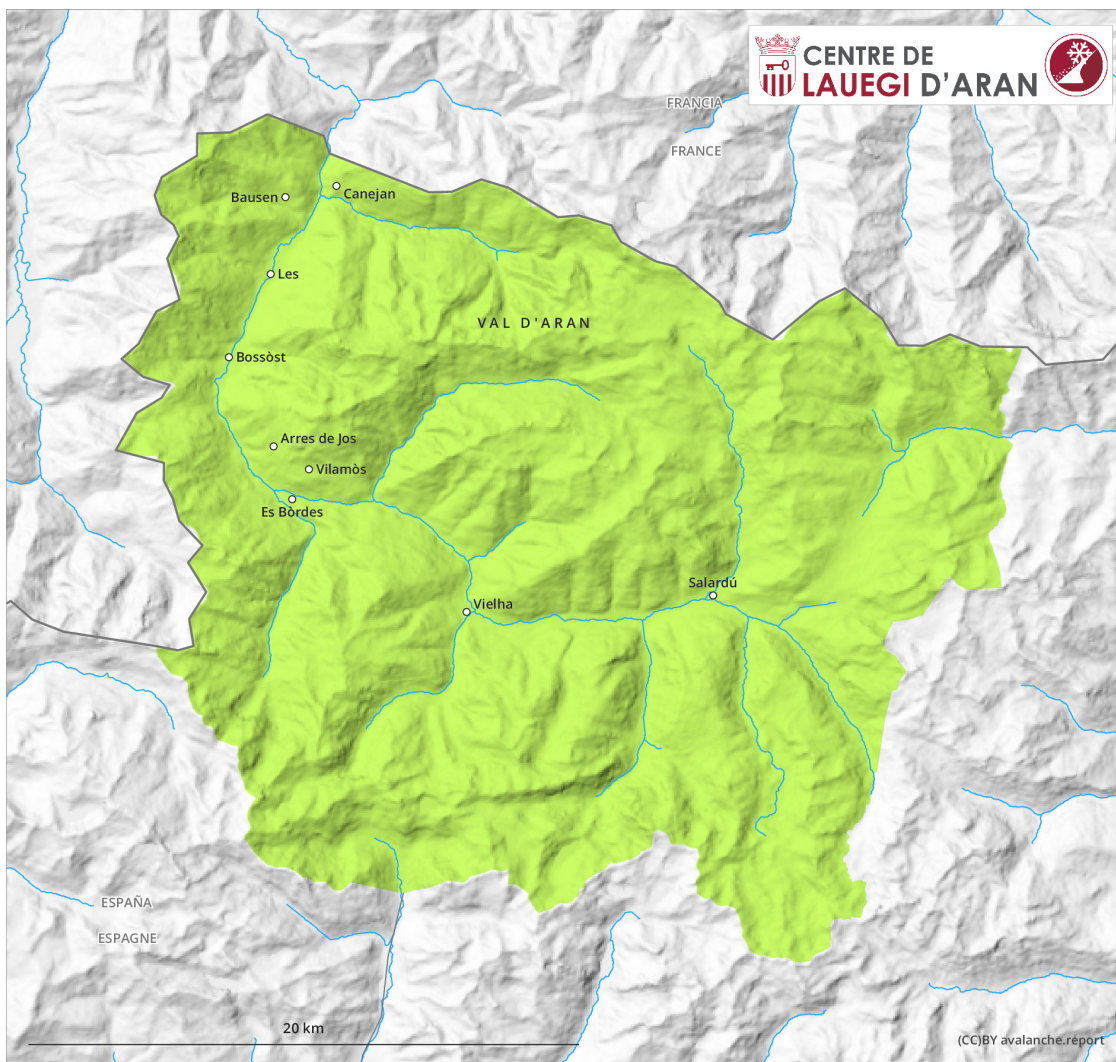 CENTRE DE
LAUEGI D'ARAN
FRANCIA
FRANCE
Bausen
Canejan
Les
VAL D'ARAN
Bossòst
Arres de Jos
Vilamòs
Es Bòrdes
Salardú
Vielha
ESPAÑA
ESPAGNE
20 km
(CC)BY avalanche.report